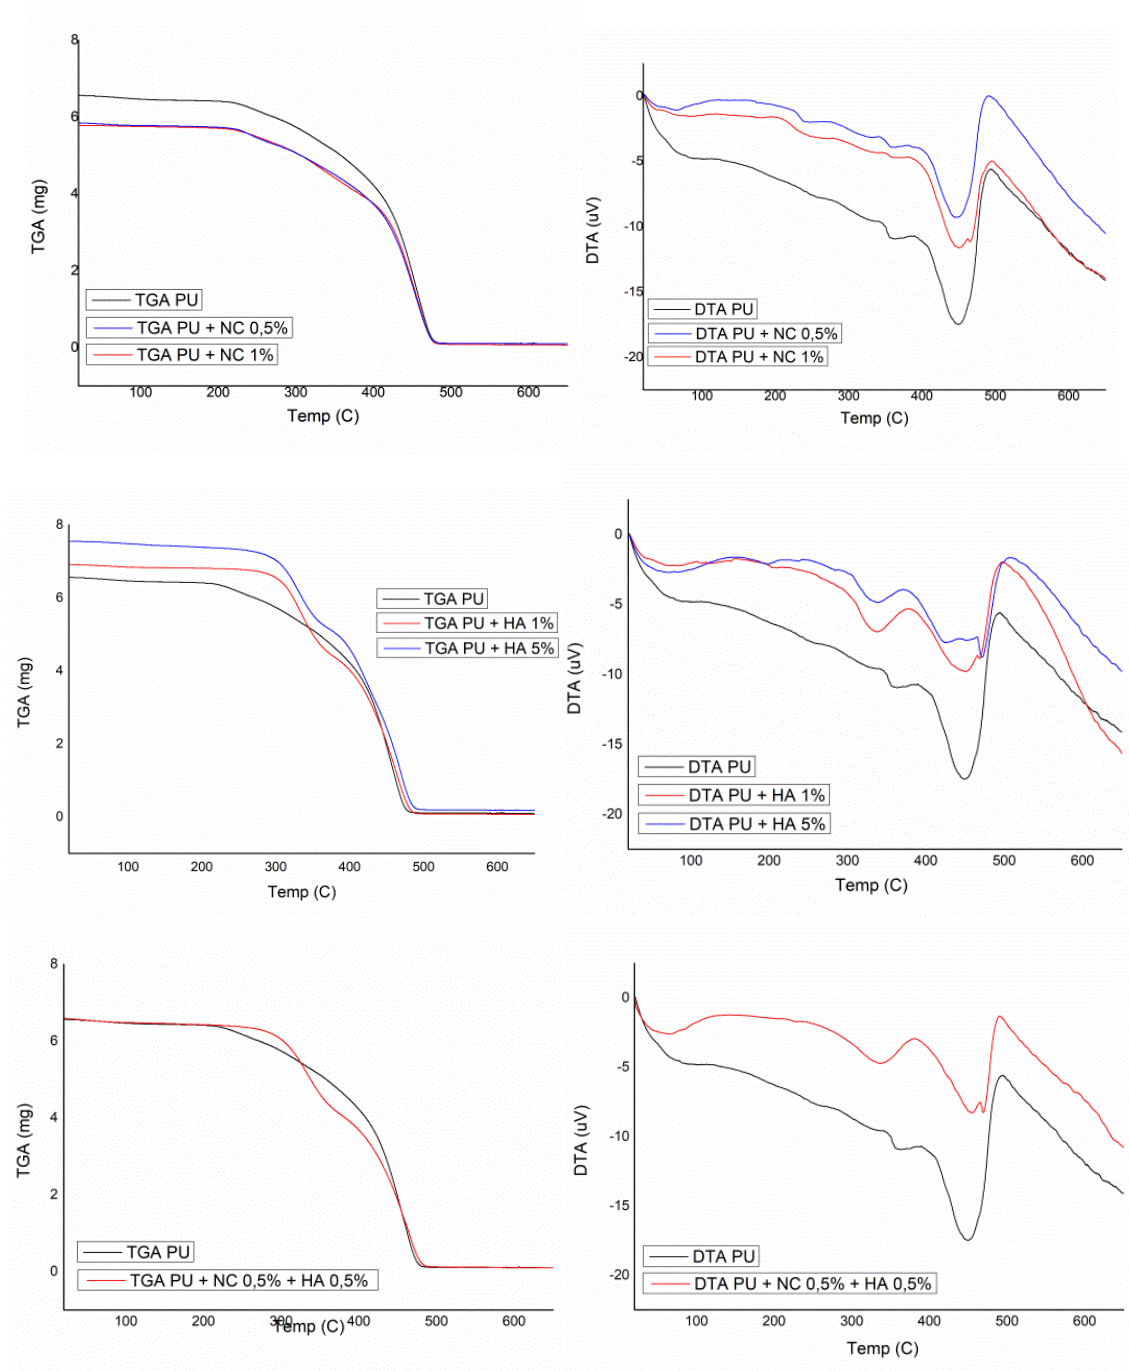 8
6
4
2
0
TGA (mg)
TGA PU
TGA PU + NC 0,5%
TGA PU + NC 1%
100 200 300 400 500 600
Temp (C)
0
-5
-10
-15
-20
DTA (uV)
DTA PU
DTA PU + NC 0,5%
DTA PU + NC 1%
100 200 300 400 500 600
Temp (C)
8
6
4
2
0
TGA (mg)
TGA PU
TGA PU + HA 1%
TGA PU + HA 5%
100 200 300 400 500 600
Temp (C)
0
-5
-10
-15
-20
DTA (uV)
DTA PU
DTA PU + HA 1%
DTA PU + HA 5%
100 200 300 400 500 600
Temp (C)
8
6
4
2
0
TGA (mg)
TGA PU
TGA PU + NC 0,5% + HA 0,5%
100 200 300 400 500 600
Temp (C)
0
-5
-10
-15
-20
DTA (uV)
DTA PU
DTA PU + NC 0,5% + HA 0,5%
100 200 300 400 500 600
Temp (C)